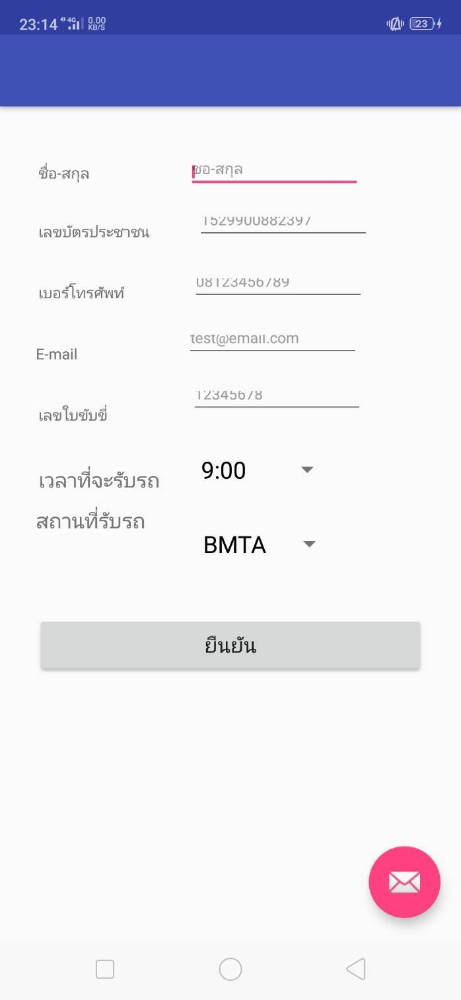 23:14 4G 0.00 KB/S 23
ชื่อ-สกุล ชื่อ-สกุล
เลขบัตรประชาชน 1529900882397
เบอร์โทรศัพท์ 08123456789
E-mail test@email.com
เลขใบขับขี่ 12345678
เวลาที่จะรับรถ 9:00
สถานที่รับรถ
BMTA
ยืนยัน